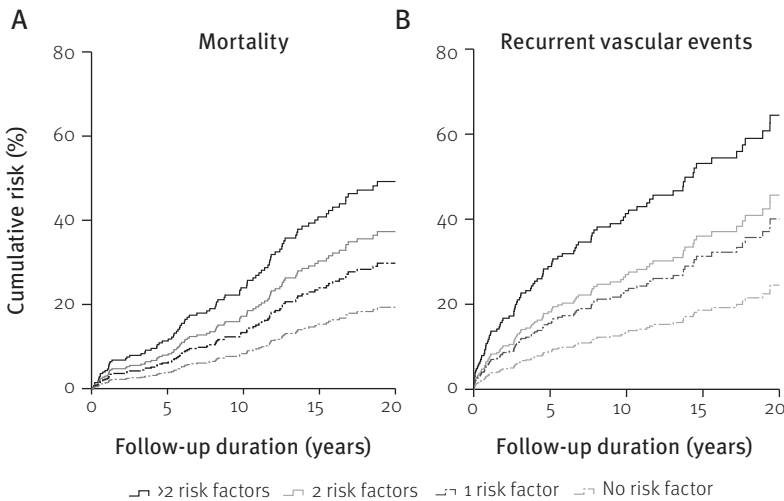 A
Mortality
B
Recurrent vascular events
Cumulative risk (%)
80
60
40
20
0
0
5
10
15
20
Follow-up duration (years)
80
60
40
20
0
0
5
10
15
20
Follow-up duration (years)
>2 risk factors 2 risk factors 1 risk factor No risk factor